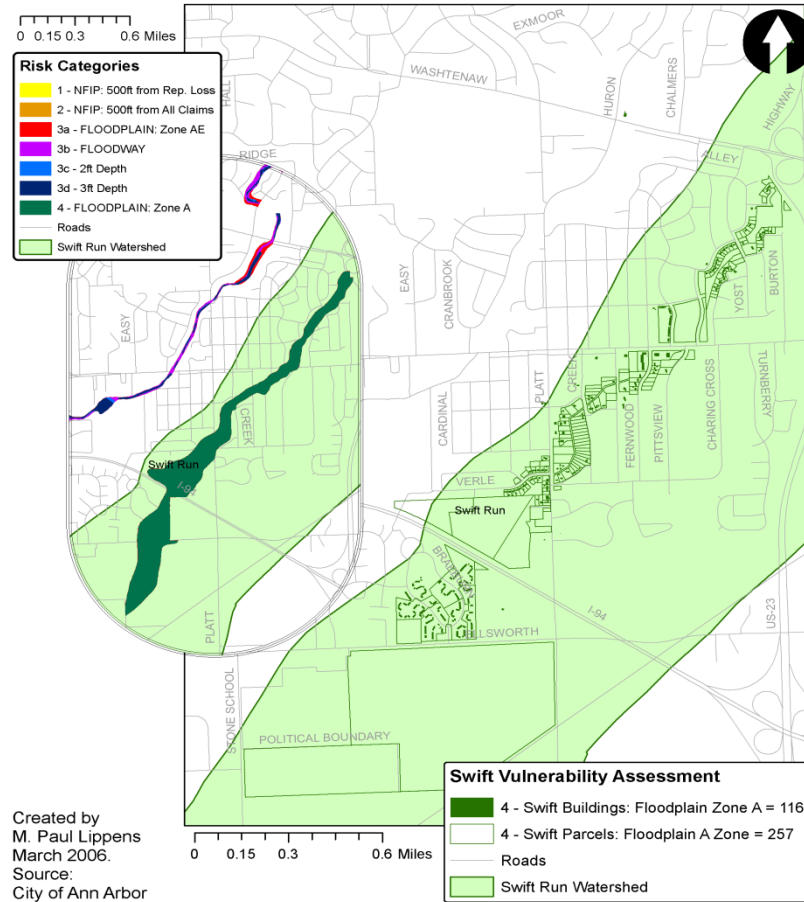 0 0.15 0.3 0.6 Miles
Risk Categories
1 - NFIP: 500ft from Rep. Loss
2 - NFIP: 500ft from All Claims
3a - FLOODPLAIN: Zone AE
3b - FLOODWAY
3c - 2ft Depth
3d - 3ft Depth
4 - FLOODPLAIN: Zone A
Roads
Swift Run Watershed
HALL
RIDGE
EASY
CREEK
Swift Run
I-94
PLATT
EXMOOR
WASHTENAW
HURON
CHALMERS
HIGHWAY
ALLEY
EASY
CRANBROOK
YOST
BURTON
CARDINAL
PLATT
CREEK
FERNWOOD
PITTSVIEW
CHARING CROSS
TURNBERRY
VERLE
Swift Run
I-94
US-23
ELLSWORTH
STONE SCHOOL
POLITICAL BOUNDARY
Swift Vulnerability Assessment
4 - Swift Buildings: Floodplain Zone A = 116
4 - Swift Parcels: Floodplain A Zone = 257
Roads
Swift Run Watershed
Created by
M. Paul Lippens
March 2006.
Source:
City of Ann Arbor
0 0.15 0.3 0.6 Miles